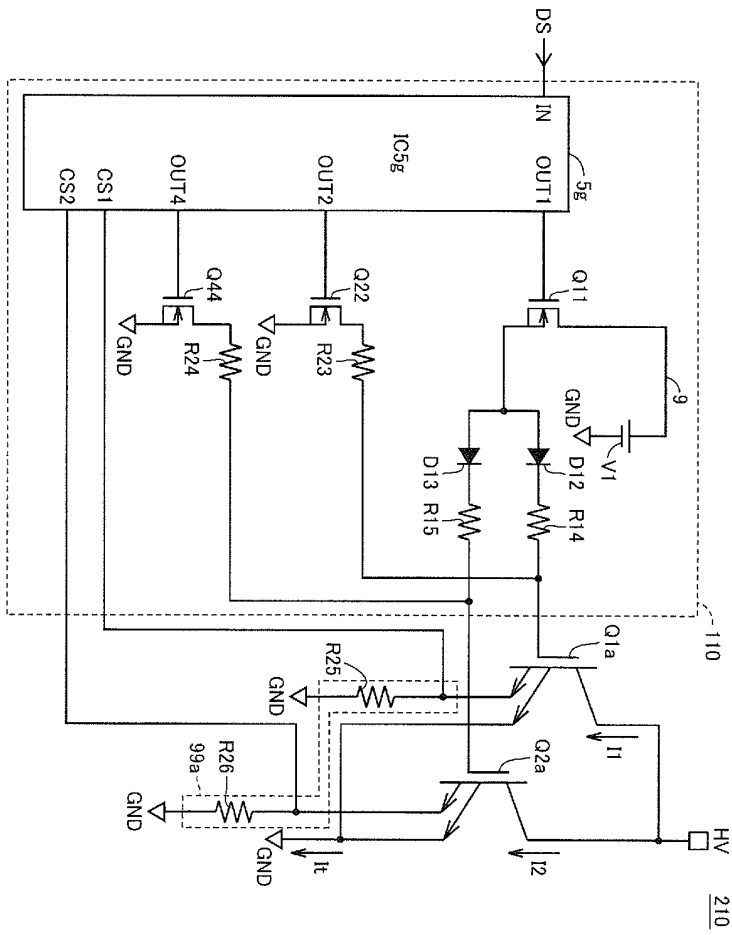 210
HV
DS
110
IN
IC5g
5g
OUT1
OUT2
OUT4
CS1
CS2
Q11
9
V1
GND
D12
D13
R14
R15
Q22
R23
GND
Q44
R24
GND
Q1a
I1
Q2a
I2
R25
GND
R26
99a
GND
GND
It